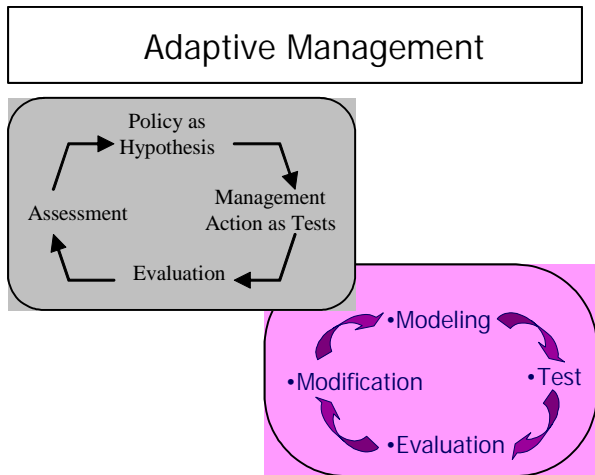 Adaptive Management
Policy as
Hypothesis
Management
Action as Tests
Assessment
Evaluation
•Modeling
•Modification
•Test
•Evaluation